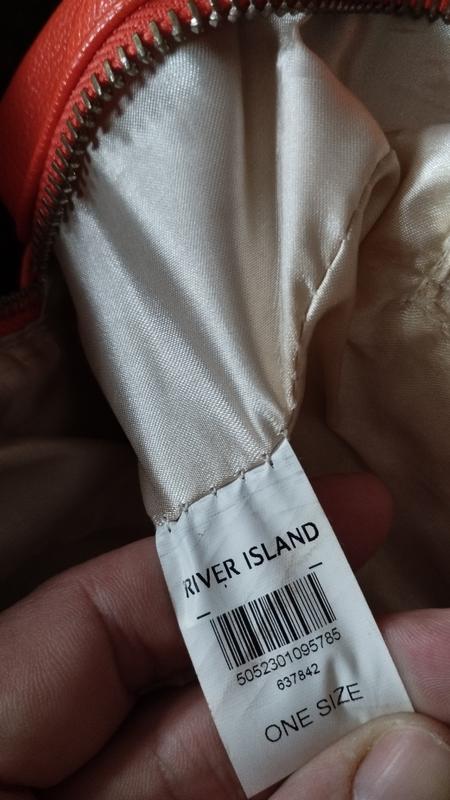 RIVER ISLAND
5052301095785
637842
ONE SIZE